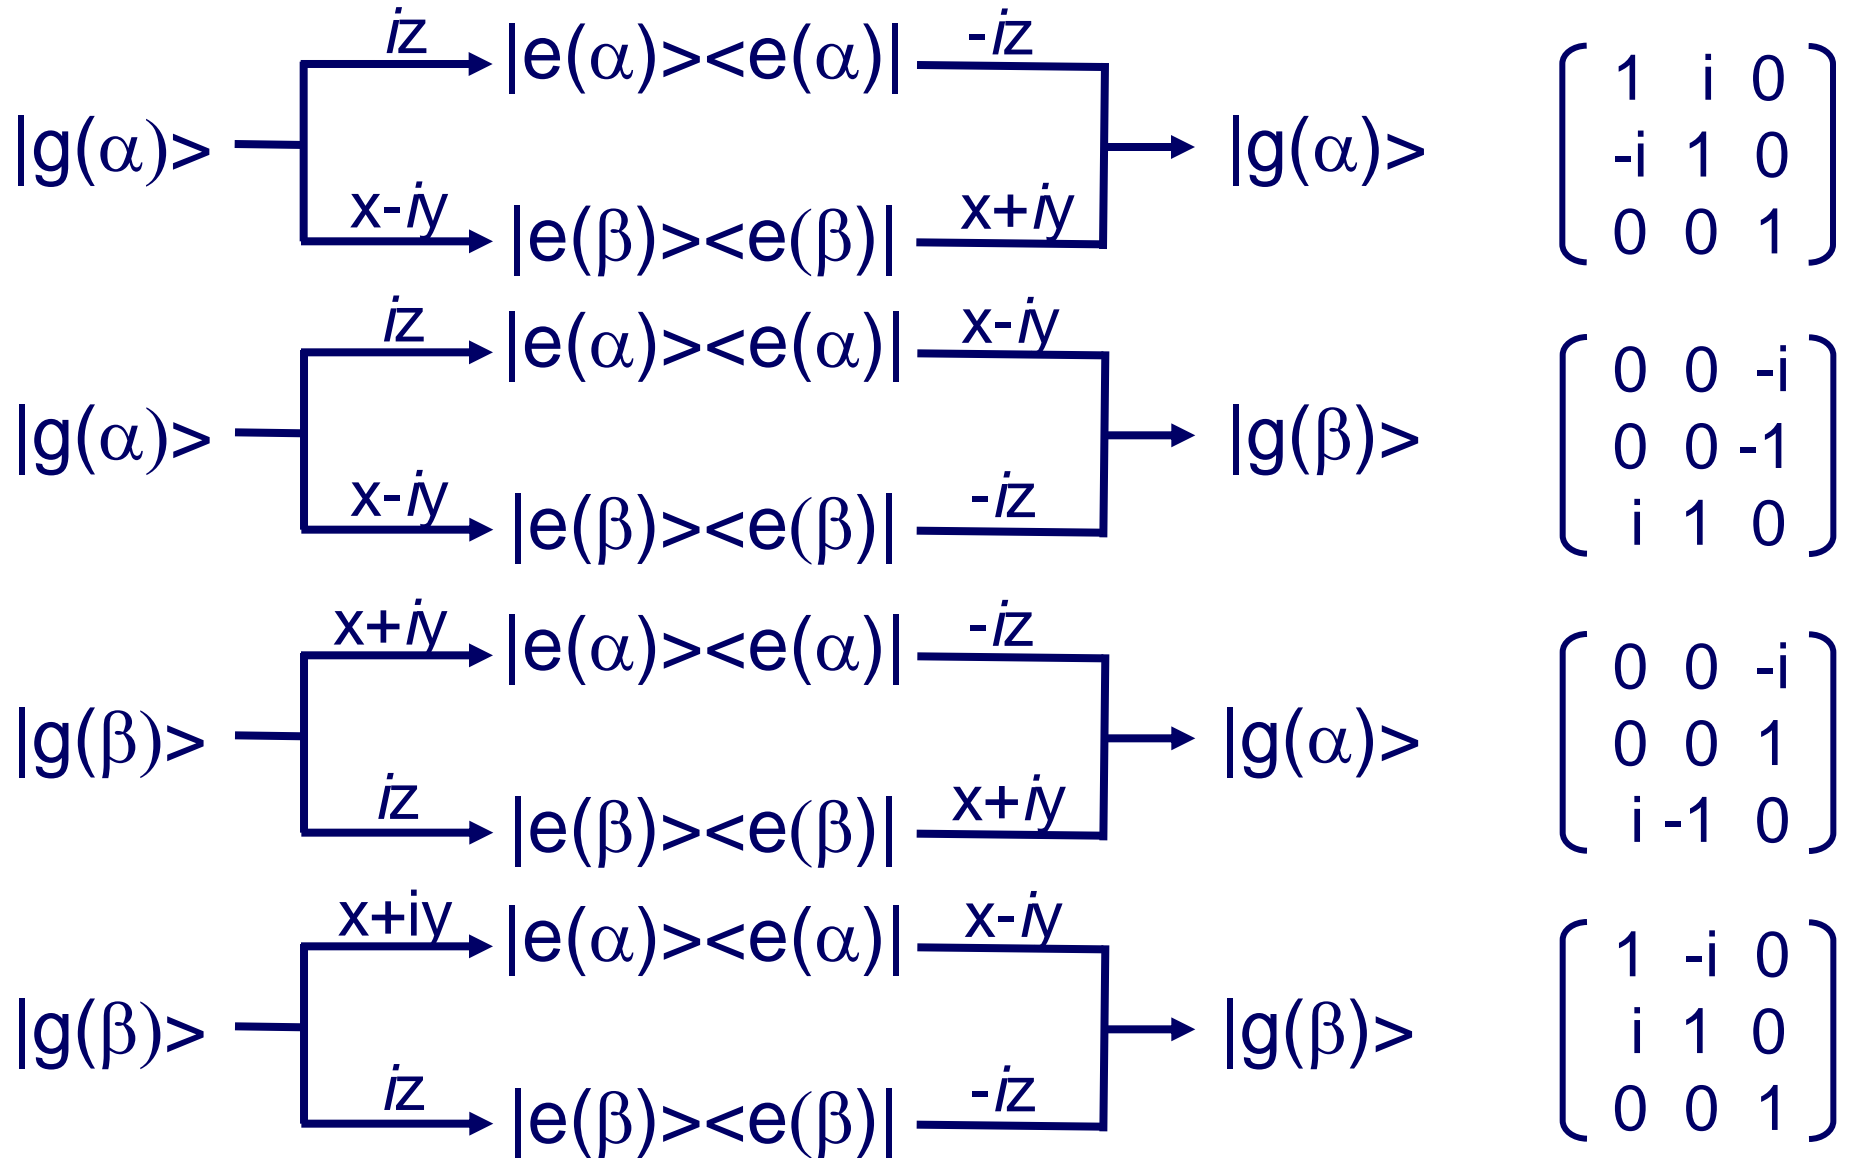 iz |e(α)><e(α)| -iz
|g(α)> |g(α)>
x-iy |e(β)><e(β)| x+iy
1 i 0
-i 1 0
0 0 1
iz |e(α)><e(α)| x-iy
|g(α)> |g(β)>
x-iy |e(β)><e(β)| -iz
0 0 -i
0 0 -1
i 1 0
x+iy |e(α)><e(α)| -iz
|g(β)> |g(α)>
iz |e(β)><e(β)| x+iy
0 0 -i
0 0 1
i -1 0
x+iy |e(α)><e(α)| x-iy
|g(β)> |g(β)>
iz |e(β)><e(β)| -iz
1 -i 0
i 1 0
0 0 1